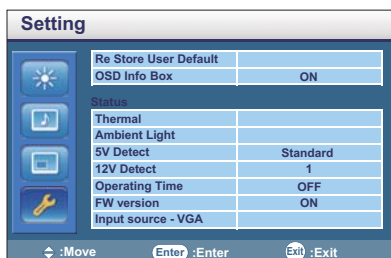 Setting
Re Store User Default
OSD Info Box ON
Status
Thermal
Ambient Light
5V Detect Standard
12V Detect 1
Operating Time OFF
FW version ON
Input source - VGA
:Move Enter :Enter Exit :Exit